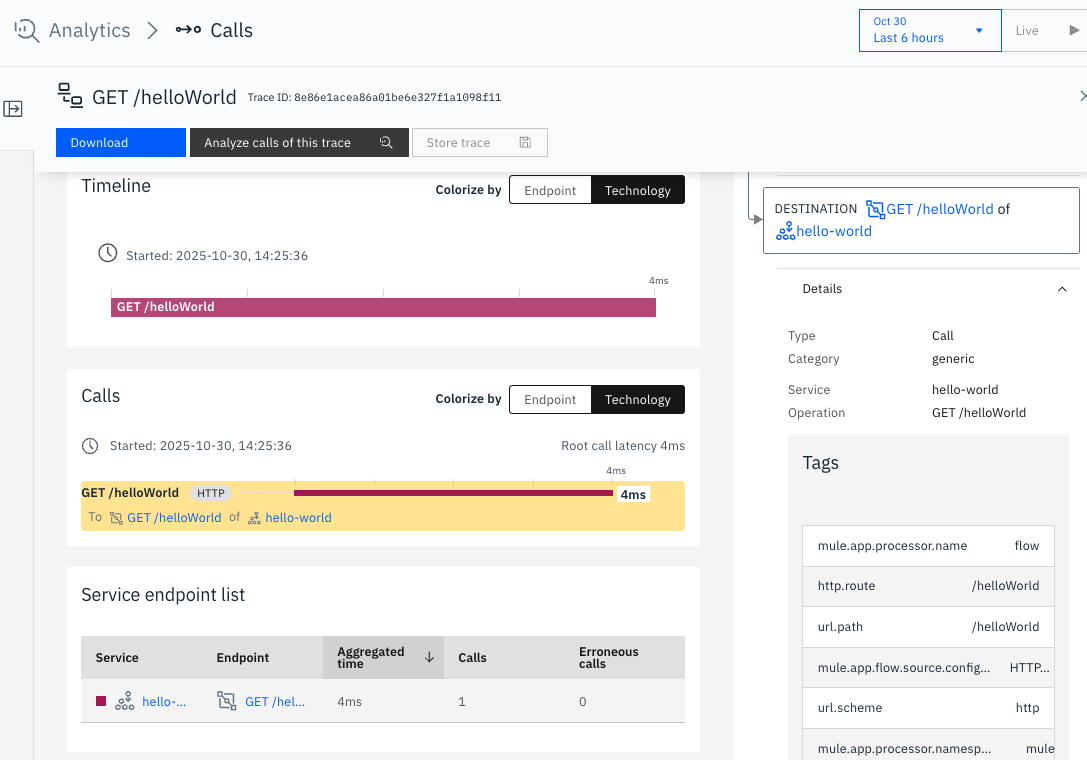 Analytics
Calls
Oct 30
Last 6 hours
Live
GET /helloWorld
Trace ID: 8e86e1acea86a01be6e327f1a1098f11
Download
Analyze calls of this trace
Store trace
Timeline
Colorize by
Endpoint
Technology
Started: 2025-10-30, 14:25:36
4ms
GET /helloWorld
Calls
Colorize by
Endpoint
Technology
Started: 2025-10-30, 14:25:36
Root call latency 4ms
4ms
GET /helloWorld
HTTP
4ms
To GET /helloWorld of hello-world
Service endpoint list
Service
Endpoint
Aggregated time
Calls
Erroneous calls
hello-...
GET /hel...
4ms
1
0
DESTINATION GET /helloWorld of
hello-world
Details
Type Call
Category generic
Service hello-world
Operation GET /helloWorld
Tags
mule.app.processor.name flow
http.route /helloWorld
url.path /helloWorld
mule.app.flow.source.config... HTTP...
url.scheme http
mule.app.processor.namesp... mule